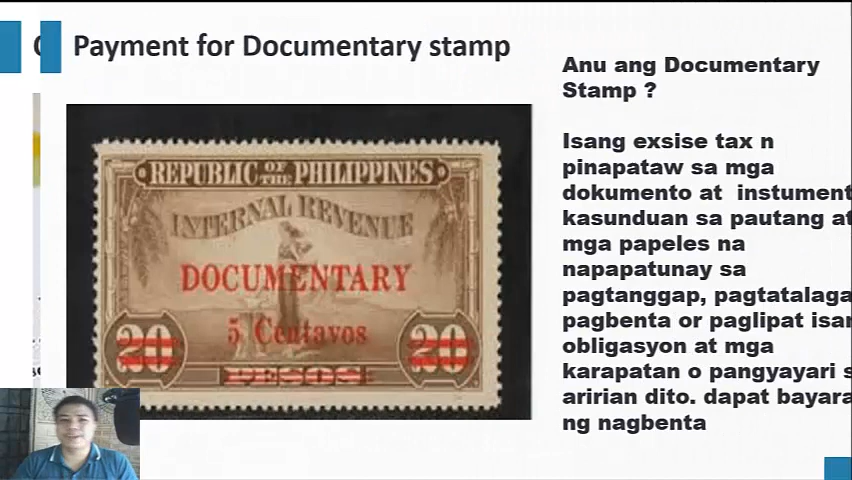 Payment for Documentary stamp
REPUBLIC OF THE PHILIPPINES
INTERNAL REVENUE
DOCUMENTARY
5 Centavos
20 20
PESOS
Anu ang Documentary
Stamp ?
Isang exsise tax n
pinapataw sa mga
dokumento at instument
kasunduan sa pautang at
mga papeles na
napapatunay sa
pagtanggap, pagtatalaga
pagbenta or paglipat isan
obligasyon at mga
karapatan o pangyayari s
aririan dito. dapat bayara
ng nagbenta